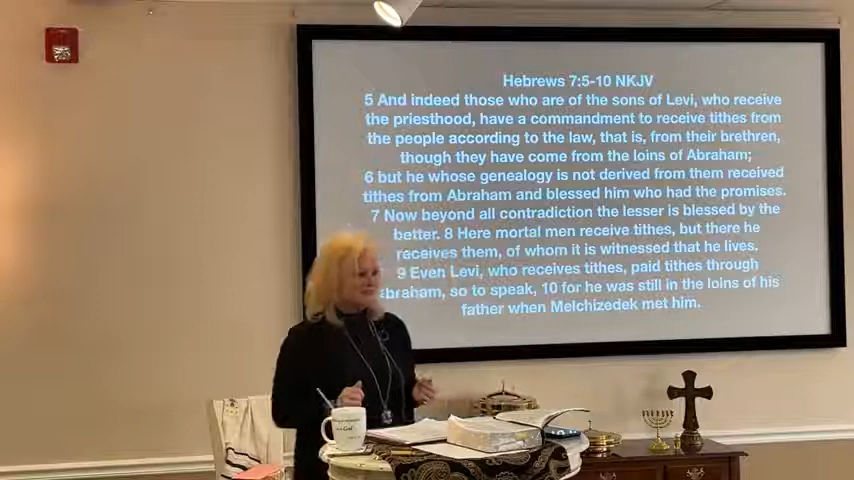 Hebrews 7:5-10 NKJV
5 And indeed those who are of the sons of Levi, who receive
the priesthood, have a commandment to receive tithes from
the people according to the law, that is, from their brethren,
though they have come from the loins of Abraham;
6 but he whose genealogy is not derived from them received
tithes from Abraham and blessed him who had the promises.
7 Now beyond all contradiction the lesser is blessed by the
better. 8 Here mortal men receive tithes, but there he
receives them, of whom it is witnessed that he lives.
9 Even Levi, who receives tithes, paid tithes through
braham, so to speak, 10 for he was still in the loins of his
father when Melchizedek met him.
God